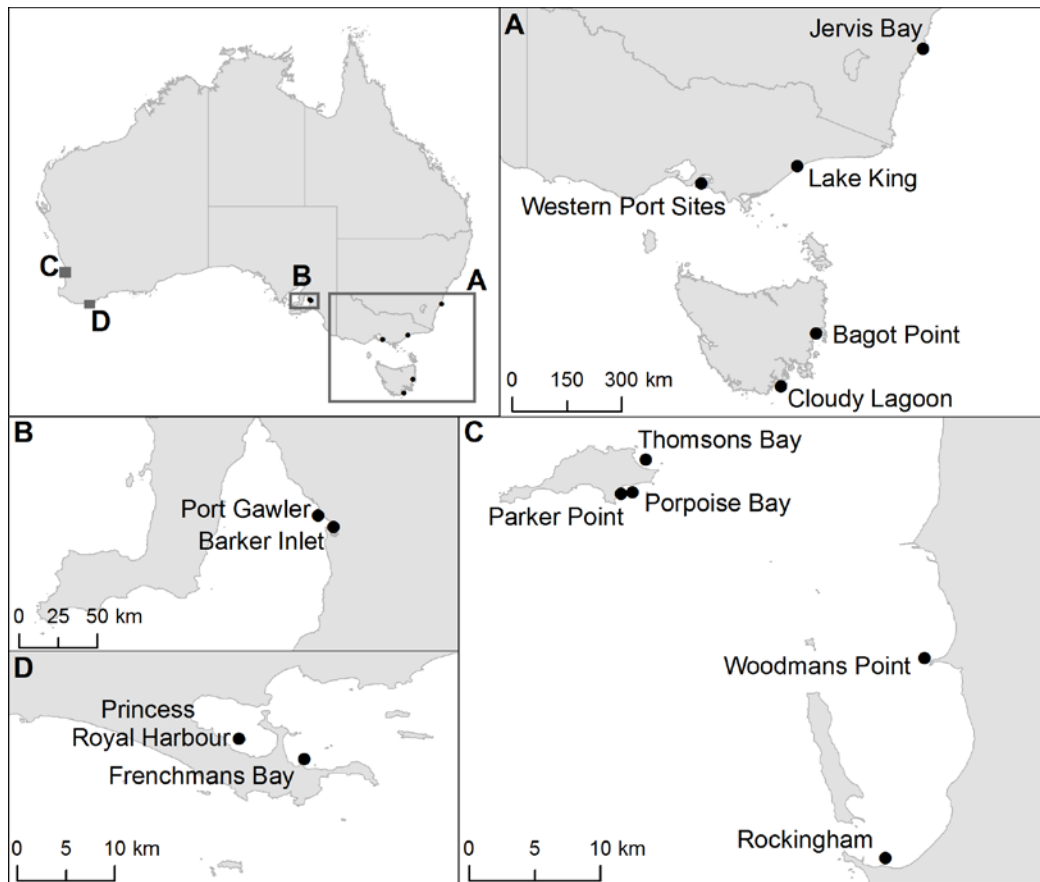 C
D
B
A
A
Jervis Bay
Lake King
Western Port Sites
Bagot Point
Cloudy Lagoon
0 150 300 km
B
Port Gawler
Barker Inlet
0 25 50 km
C
Thomsons Bay
Porpoise Bay
Parker Point
Woodmans Point
Rockingham
0 5 10 km
D
Princess
Royal Harbour
Frenchmans Bay
0 5 10 km